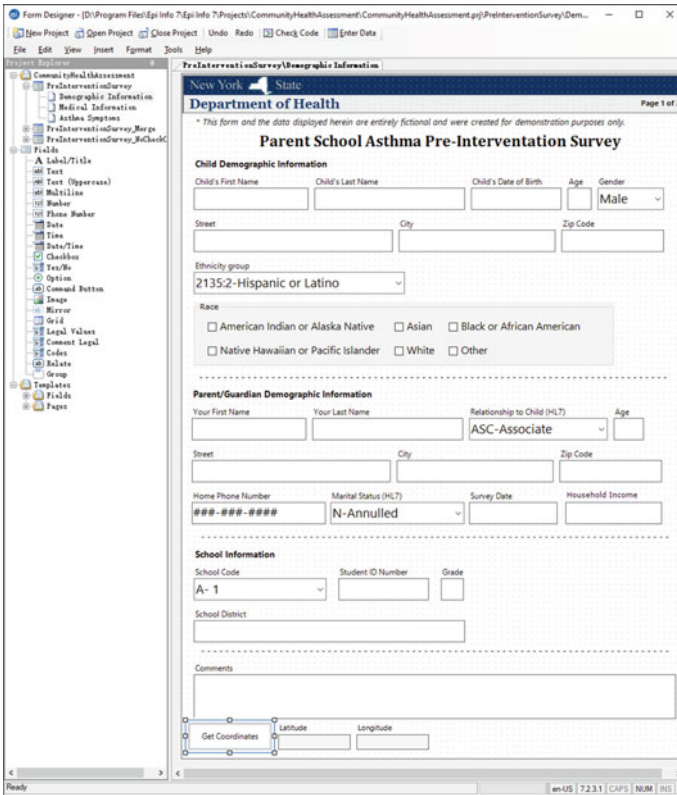 Form Designer - [D:\Program Files\Epi Info 7\Epi Info 7\Projects\CommunityHealthAssessment\CommunityHealthAssessment.prj\PreInterventionSurvey\Dem...
New Project Open Project Close Project Undo Redo Check Code Enter Data
File Edit View Insert Format Tools Help
Project Explorer
CommunityHealthAssessment
PreInterventionSurvey
Demographic Information
Medical Information
Asthma Symptoms
PreInterventionSurvey_Merge
PreInterventionSurvey_NoCheckC
Fields
Label/Title
Text
Text (Uppercase)
Multiline
Number
Phone Number
Date
Time
Date/Time
Checkbox
Yes/No
Option
Command Button
Image
Mirror
Grid
Legal Values
Comment Legal
Codes
Relate
Group
Templates
Fields
Pages
PreInterventionSurvey\Demographic Information
New York State
Department of Health Page 1 of
* This form and the data displayed herein are entirely fictional and were created for demonstration purposes only.
Parent School Asthma Pre-Interventation Survey
Child Demographic Information
Child's First Name Child's Last Name Child's Date of Birth Age Gender
Male
Street City Zip Code
Ethnicity group
2135:2-Hispanic or Latino
Race
American Indian or Alaska Native Asian Black or African American
Native Hawaiian or Pacific Islander White Other
Parent/Guardian Demographic Information
Your First Name Your Last Name Relationship to Child (HL7) Age
ASC-Associate
Street City Zip Code
Home Phone Number Marital Status (HL7) Survey Date Household Income
###-###-#### N-Annulled
School Information
School Code Student ID Number Grade
A- 1
School District
Comments
Get Coordinates Latitude Longitude
Ready en-US 7.2.3.1 CAPS NUM INS